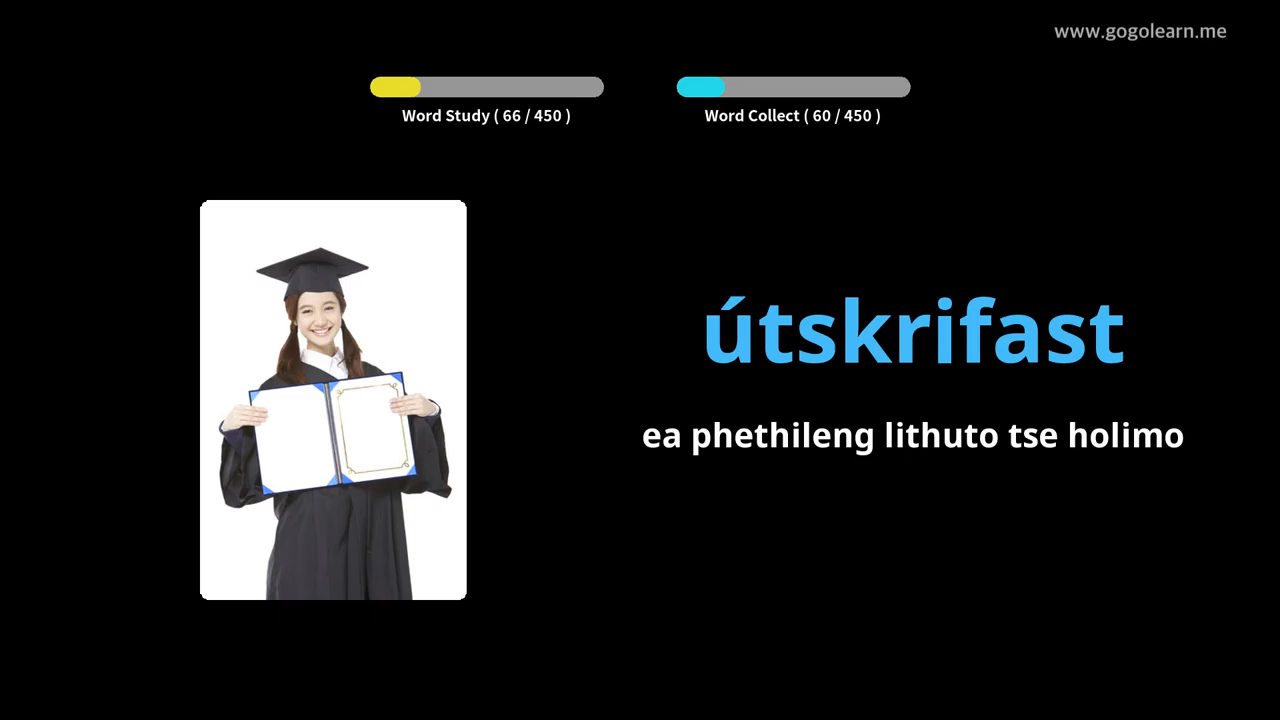 www.gogolearn.me
Word Study ( 66 / 450 )
Word Collect ( 60 / 450 )
útskrifast
ea phethileng lithuto tse holimo